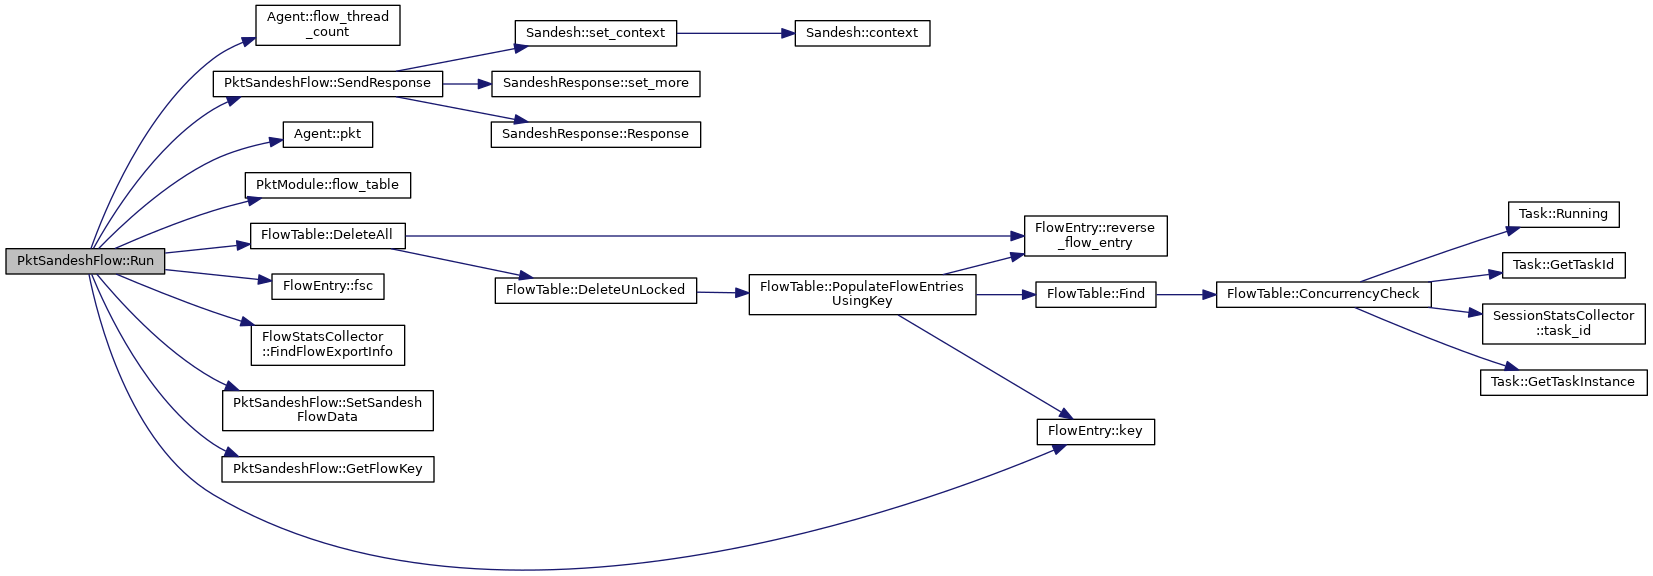 PktSandeshFlow::Run
Agent::flow_thread
_count
PktSandeshFlow::SendResponse
Agent::pkt
PktModule::flow_table
FlowTable::DeleteAll
FlowEntry::fsc
FlowStatsCollector
::FindFlowExportInfo
PktSandeshFlow::SetSandesh
FlowData
PktSandeshFlow::GetFlowKey
Sandesh::set_context
SandeshResponse::set_more
SandeshResponse::Response
FlowTable::DeleteUnLocked
Sandesh::context
FlowTable::PopulateFlowEntries
UsingKey
FlowEntry::reverse
_flow_entry
FlowTable::Find
FlowEntry::key
FlowTable::ConcurrencyCheck
Task::Running
Task::GetTaskId
SessionStatsCollector
::task_id
Task::GetTaskInstance